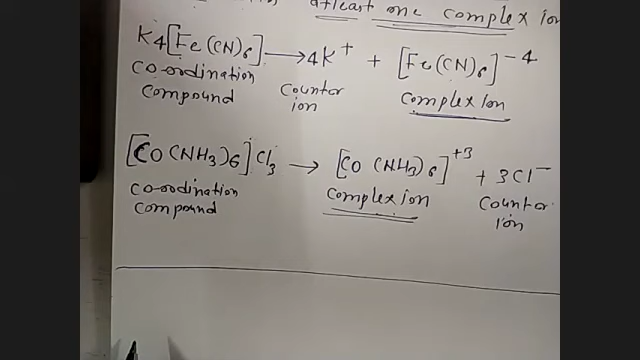 atleast one complex ion
K4[Fe(CN)6] → 4K+ + [Fe(CN)6]-4
CO-ordination compound
Counter ion
Complex ion
[CO(NH3)6]Cl3 → [CO(NH3)6]+3 + 3Cl-
CO-ordination compound
Complex ion
Counter ion